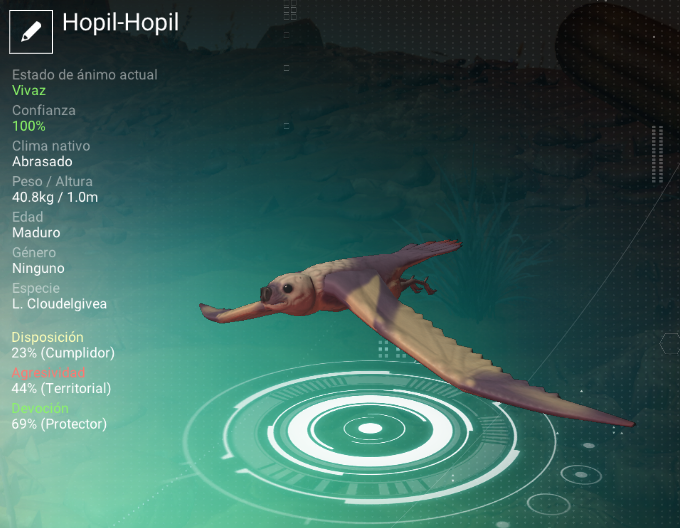 Hopil-Hopil
Estado de ánimo actual
Vivaz
Confianza
100%
Clima nativo
Abrasado
Peso / Altura
40.8kg / 1.0m
Edad
Maduro
Género
Ninguno
Especie
L. Cloudelgivea
Disposición
23% (Cumplidor)
Agresividad
44% (Territorial)
Devoción
69% (Protector)